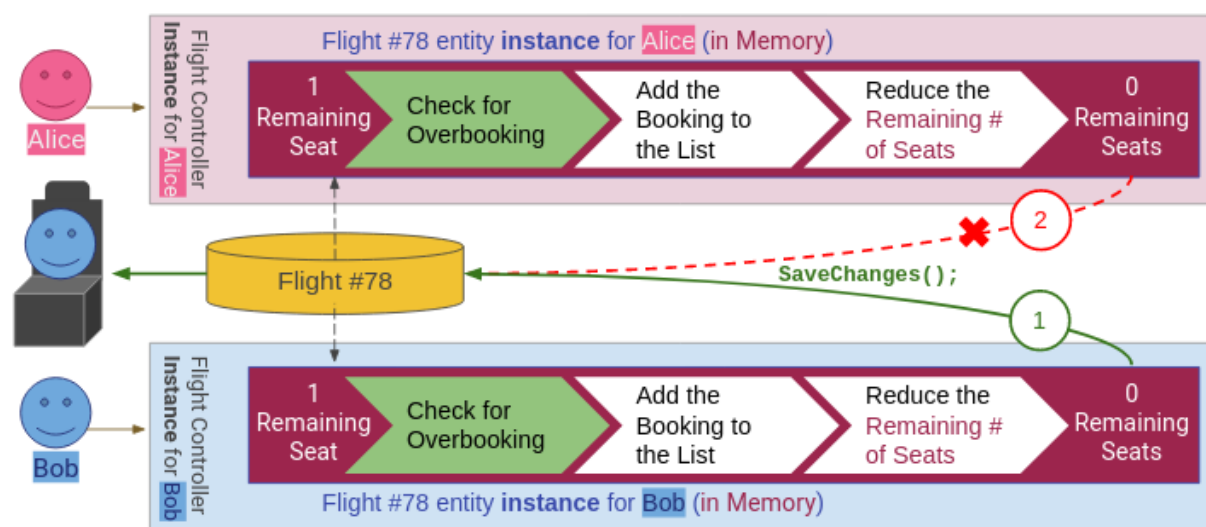 Flight #78 entity instance for Alice (in Memory)
Flight Controller
Instance for Alice
Alice
1
Remaining
Seat
Check for
Overbooking
Add the
Booking to
the List
Reduce the
Remaining #
of Seats
0
Remaining
Seats
2
Flight #78
SaveChanges();
1
Flight Controller
Instance for Bob
Bob
1
Remaining
Seat
Check for
Overbooking
Add the
Booking to
the List
Reduce the
Remaining #
of Seats
0
Remaining
Seats
Flight #78 entity instance for Bob (in Memory)